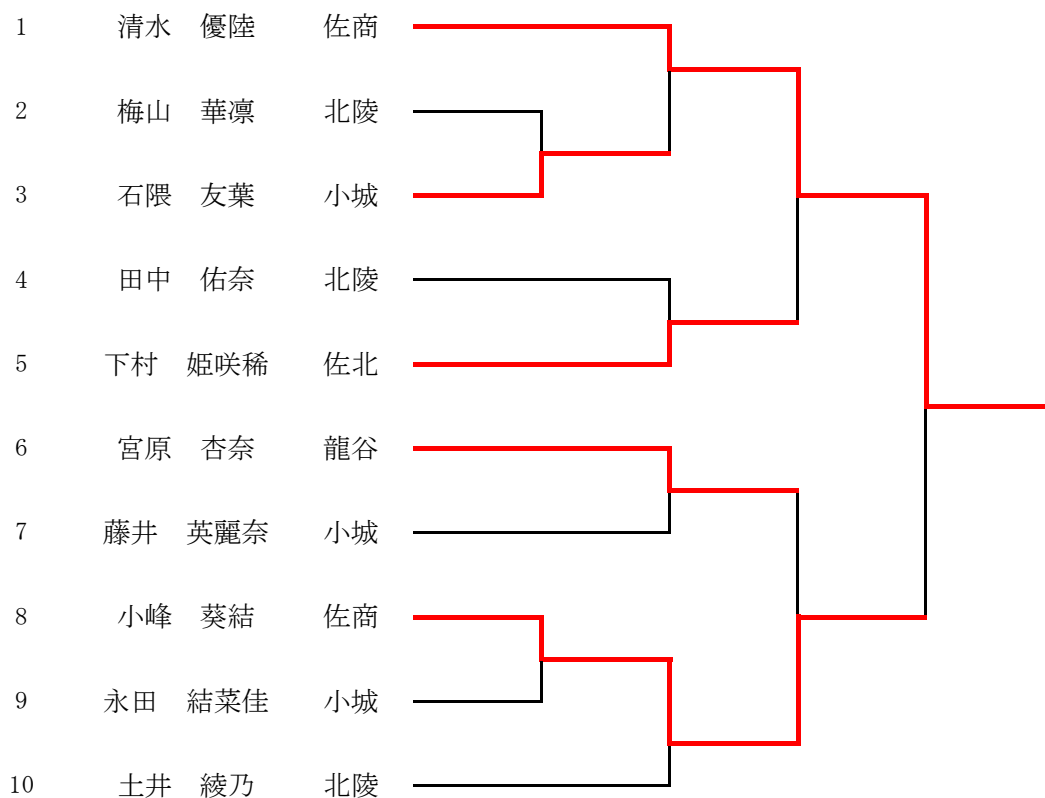 1 清水 優陸 佐商
2 梅山 華凛 北陵
3 石隈 友葉 小城
4 田中 佑奈 北陵
5 下村 姫咲稀 佐北
6 宮原 杏奈 龍谷
7 藤井 英麗奈 小城
8 小峰 葵結 佐商
9 永田 結菜佳 小城
10 土井 綾乃 北陵